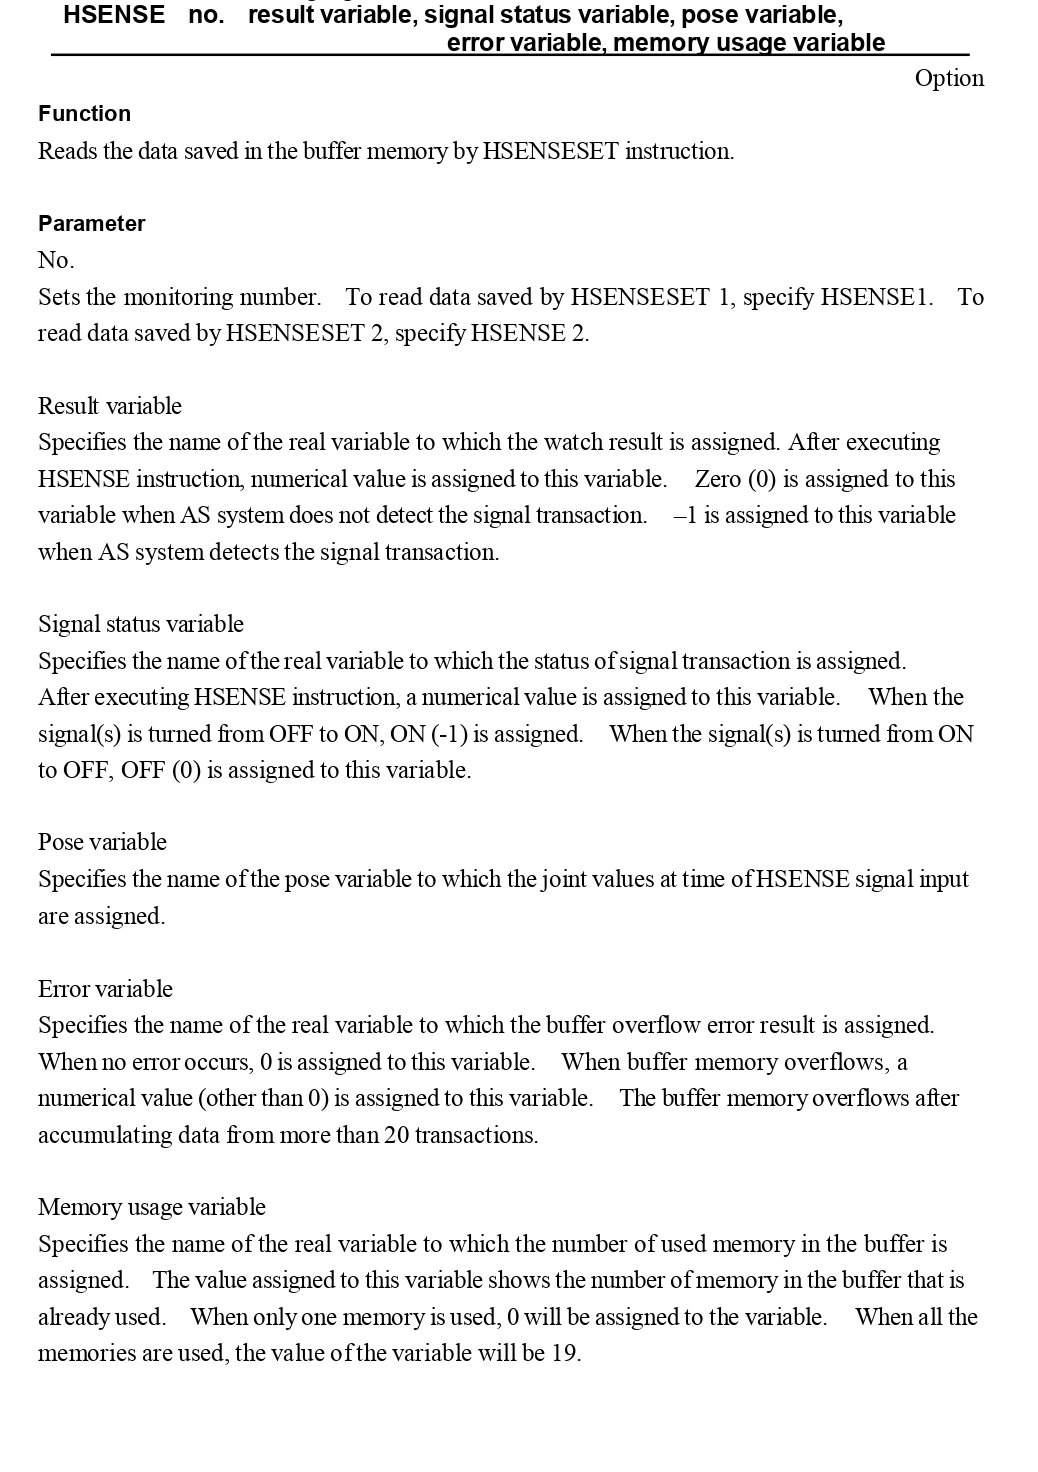 HSENSE no. result variable, signal status variable, pose variable,
error variable, memory usage variable
Option
Function
Reads the data saved in the buffer memory by HSENSESET instruction.
Parameter
No.
Sets the monitoring number. To read data saved by HSENSESET 1, specify HSENSE1. To
read data saved by HSENSESET 2, specify HSENSE 2.
Result variable
Specifies the name of the real variable to which the watch result is assigned. After executing
HSENSE instruction, numerical value is assigned to this variable. Zero (0) is assigned to this
variable when AS system does not detect the signal transaction. –1 is assigned to this variable
when AS system detects the signal transaction.
Signal status variable
Specifies the name of the real variable to which the status of signal transaction is assigned.
After executing HSENSE instruction, a numerical value is assigned to this variable. When the
signal(s) is turned from OFF to ON, ON (-1) is assigned. When the signal(s) is turned from ON
to OFF, OFF (0) is assigned to this variable.
Pose variable
Specifies the name of the pose variable to which the joint values at time of HSENSE signal input
are assigned.
Error variable
Specifies the name of the real variable to which the buffer overflow error result is assigned.
When no error occurs, 0 is assigned to this variable. When buffer memory overflows, a
numerical value (other than 0) is assigned to this variable. The buffer memory overflows after
accumulating data from more than 20 transactions.
Memory usage variable
Specifies the name of the real variable to which the number of used memory in the buffer is
assigned. The value assigned to this variable shows the number of memory in the buffer that is
already used. When only one memory is used, 0 will be assigned to the variable. When all the
memories are used, the value of the variable will be 19.